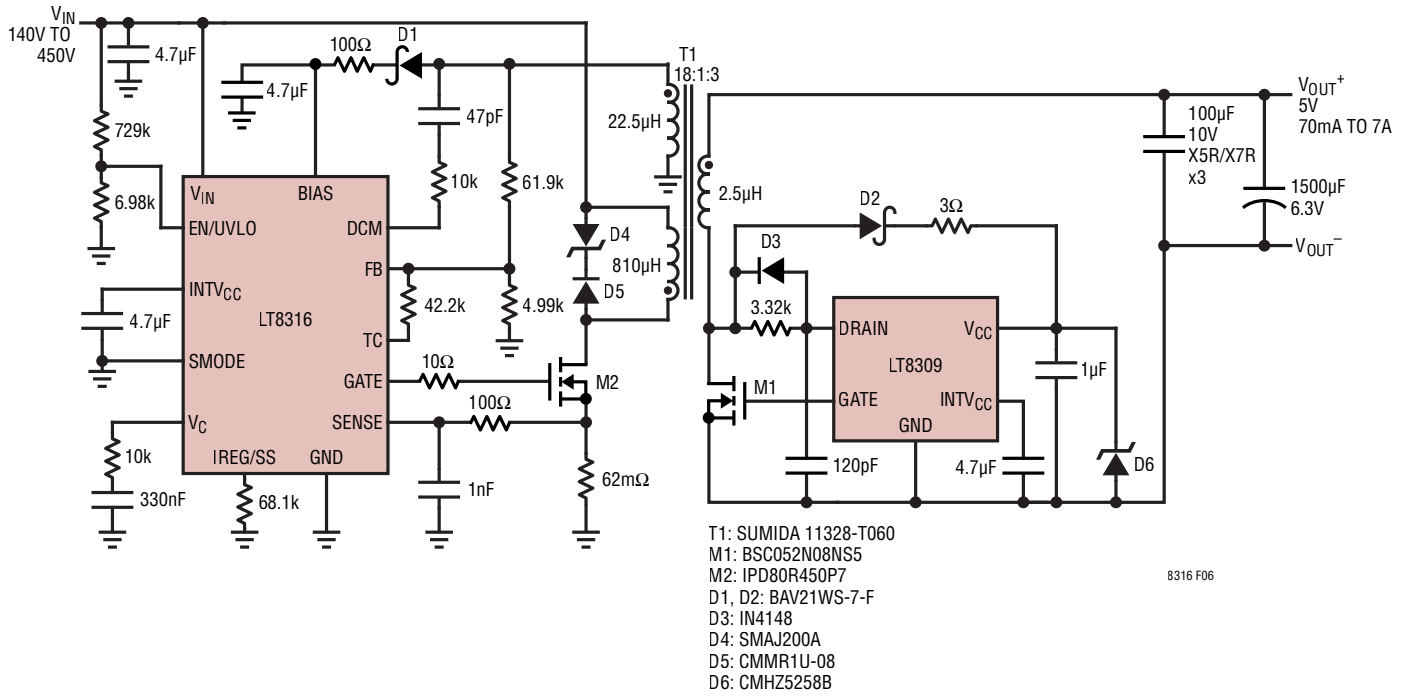 VIN
140V TO
450V
4.7µF
729k
6.98k
4.7µF
100Ω
D1
47pF
10k
61.9k
T1
18:1:3
22.5µH
2.5µH
VIN
BIAS
EN/UVLO
DCM
FB
INTVCC
LT8316
TC
SMODE
GATE
VC
SENSE
IREG/SS
GND
4.7µF
10k
330nF
68.1k
42.2k
4.99k
10Ω
100Ω
1nF
D4
810µH
D5
M2
62mΩ
D2
3Ω
D3
3.32k
DRAIN
VCC
LT8309
GATE
INTVCC
GND
M1
120pF
4.7µF
1µF
D6
100µF
10V
X5R/X7R
x3
1500µF
6.3V
VOUT+
5V
70mA TO 7A
VOUT–
T1: SUMIDA 11328-T060
M1: BSC052N08NS5
M2: IPD80R450P7
D1, D2: BAV21WS-7-F
D3: IN4148
D4: SMAJ200A
D5: CMMR1U-08
D6: CMHZ5258B
8316 F06